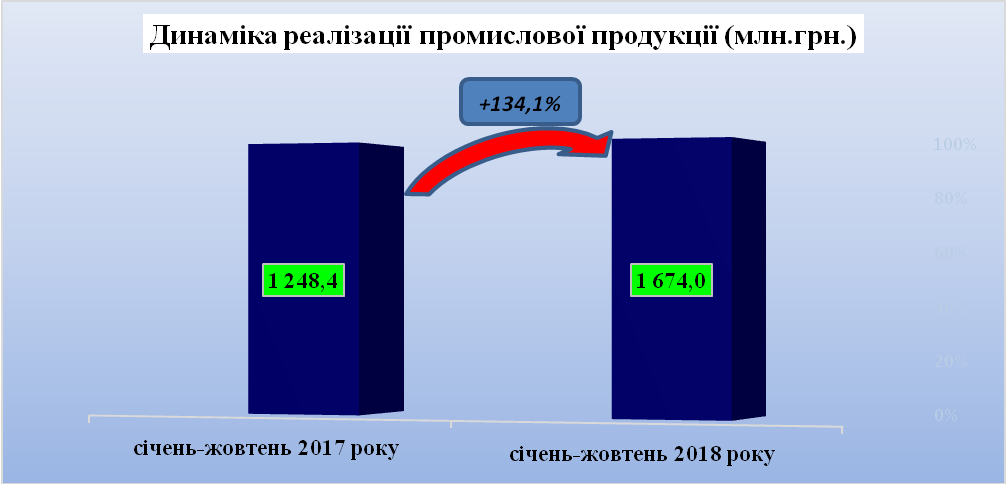 Динаміка реалізації промислової продукції (млн.грн.)
+134,1%
100%
80%
60%
20%
0%
1 248,4
1 674,0
січень-жовтень 2017 року
січень-жовтень 2018 року